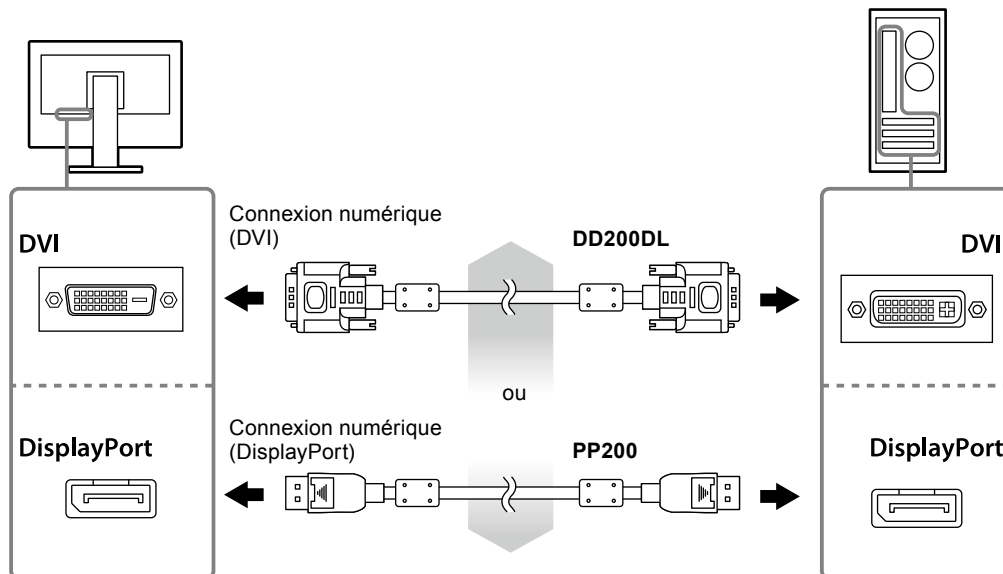 DVI
Connexion numérique
(DVI)
DD200DL
DVI
ou
DisplayPort
Connexion numérique
(DisplayPort)
PP200
DisplayPort